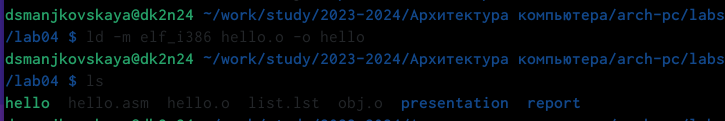 dsmanjkovskaya@dk2n24 ~/work/study/2023-2024/Архитектура компьютера/arch-pc/labs
/lab04 $ ld -m elf_i386 hello.o -o hello
dsmanjkovskaya@dk2n24 ~/work/study/2023-2024/Архитектура компьютера/arch-pc/labs
/lab04 $ ls
hello  hello.asm  hello.o  list.lst  obj.o  presentation  report